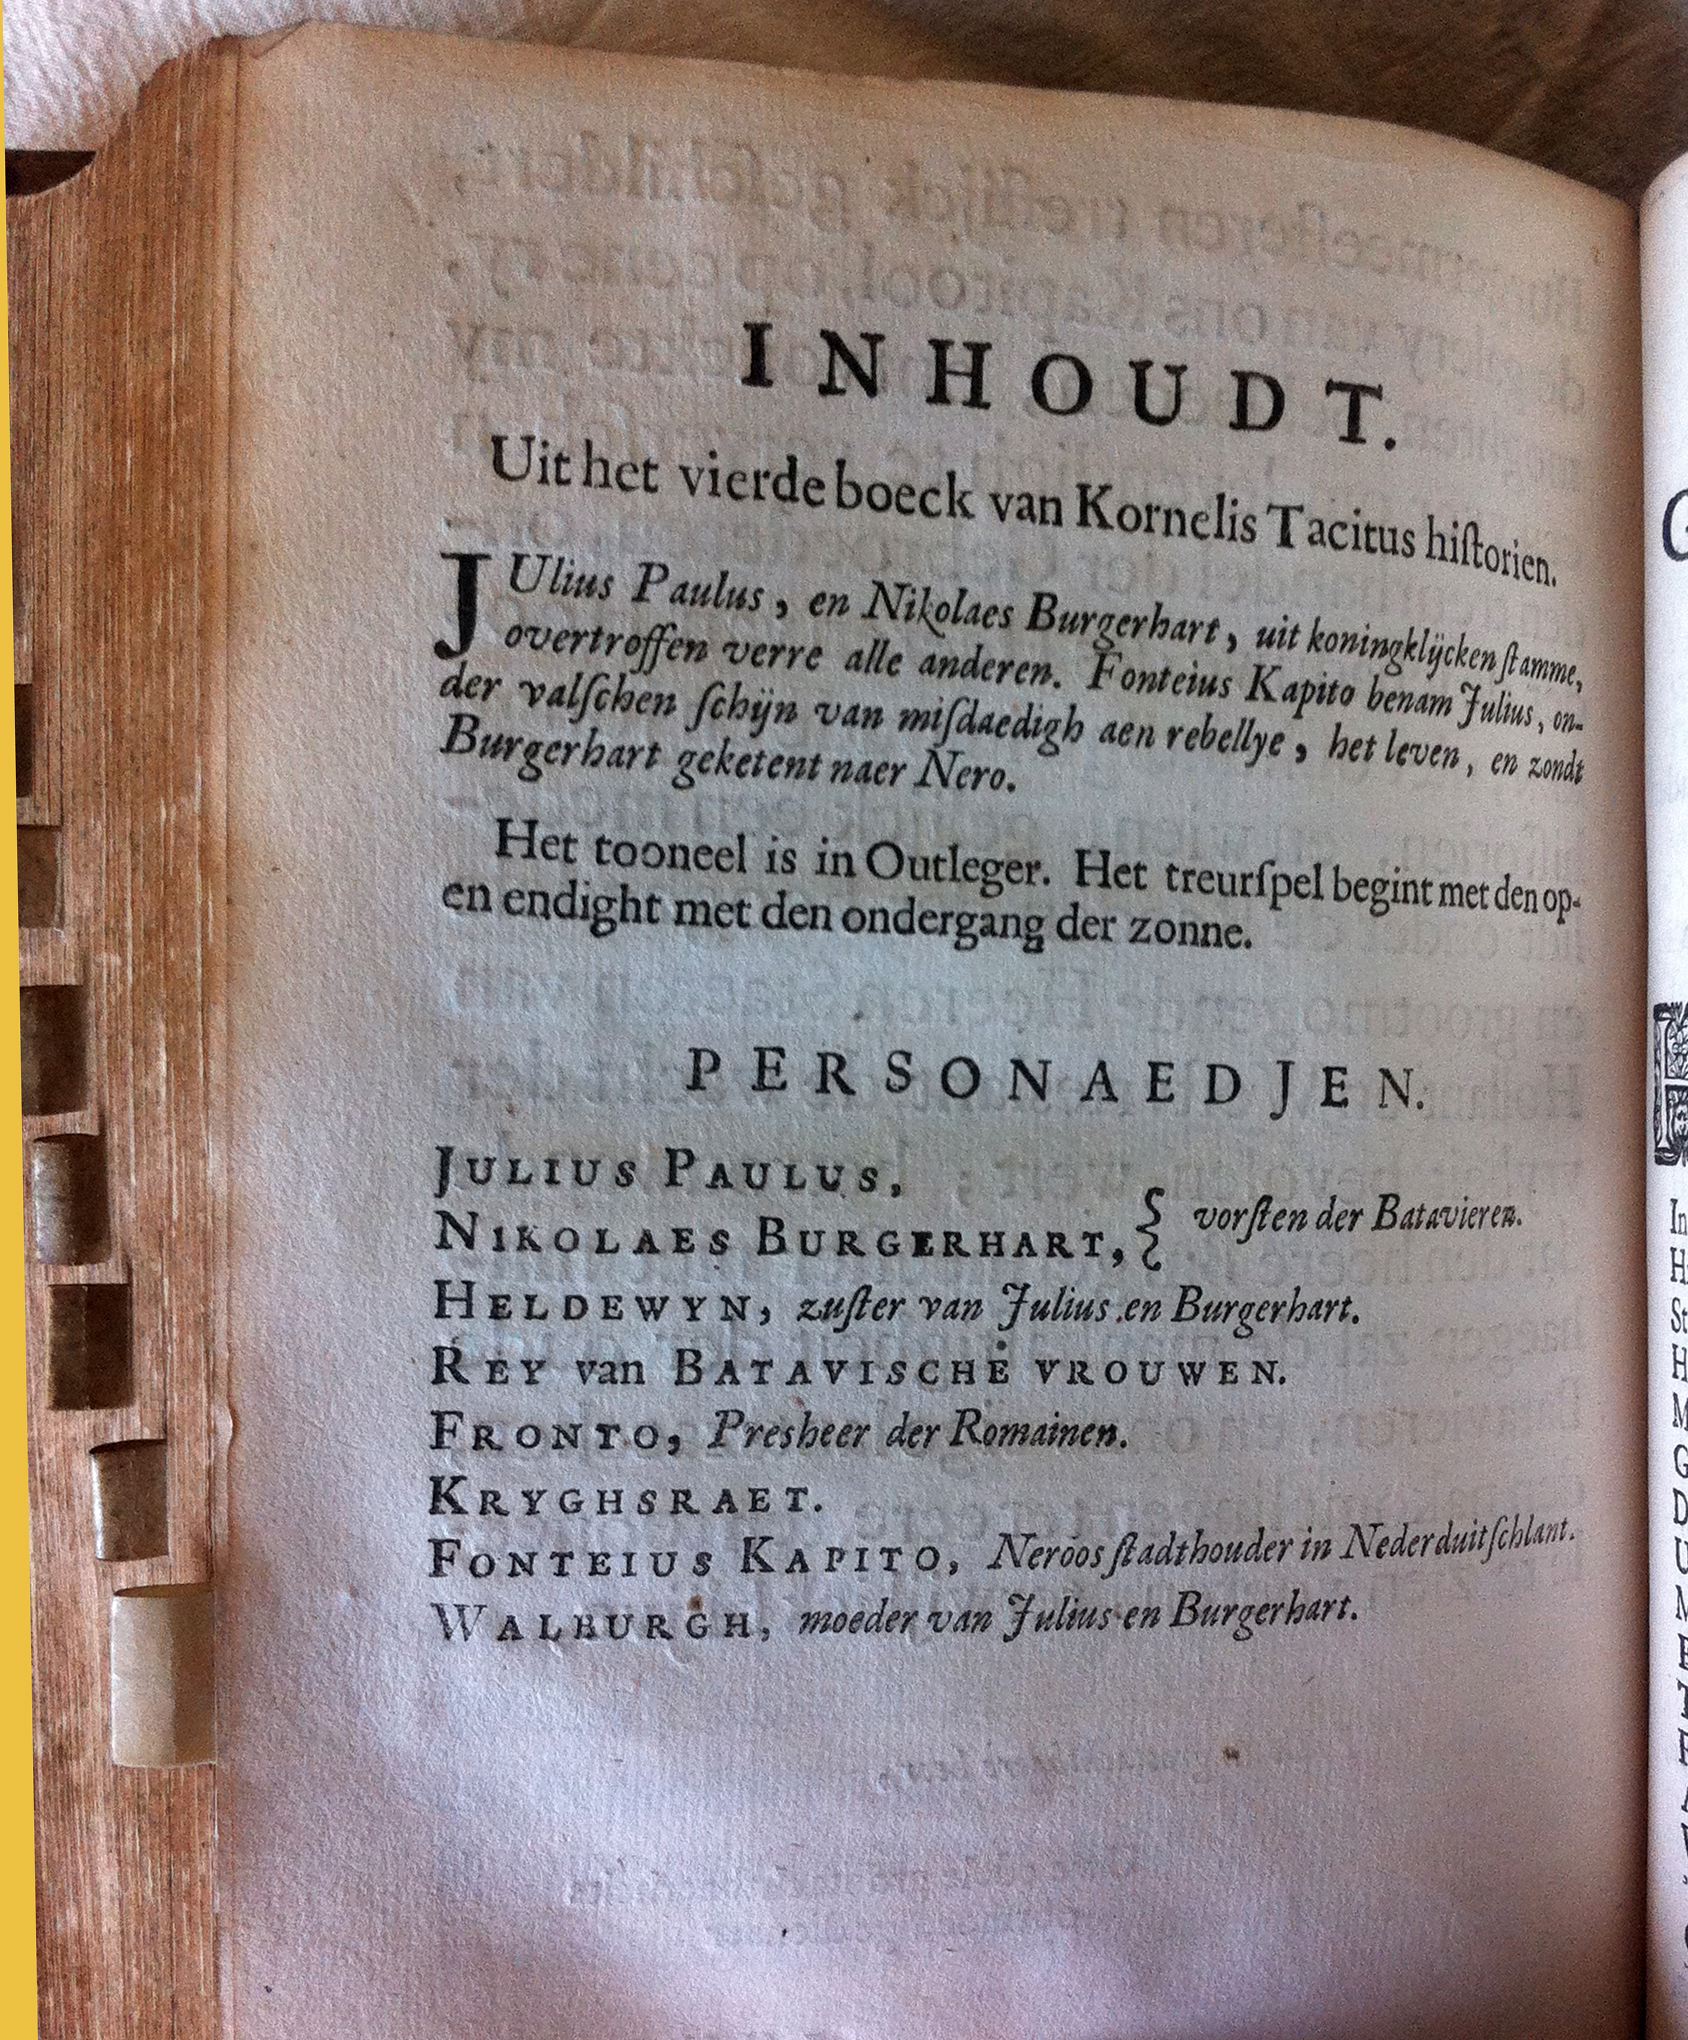 INHOUDT.
Uit het vierde boeck van Kornelis Tacitus hiſtorien.
JUlius Paulus, en Nikolaes Burgerhart, uit koningklycken ſtamme,
overtroffen verre alle anderen. Fonteius Kapito benam Julius, on-
der valſchen ſchyn van miſdaedigh aen rebellye, het leven, en zondt
Burgerhart geketent naer Nero.
Het tooneel is in Outleger. Het treurſpel begint met den op-
en endight met den ondergang der zonne.
PERSONAEDJEN.
JULIUS PAULUS,
NIKOLAES BURGERHART, } vorſten der Batavieren.
HELDEWYN, zuſter van Julius en Burgerhart.
REY van BATAVISCHE VROUWEN.
FRONTO, Presheer der Romainen.
KRYGHSRAET.
FONTEIUS KAPITO, Neroos ſtadthouder in Nederduitſchlant.
WALBURGH, moeder van Julius en Burgerhart.